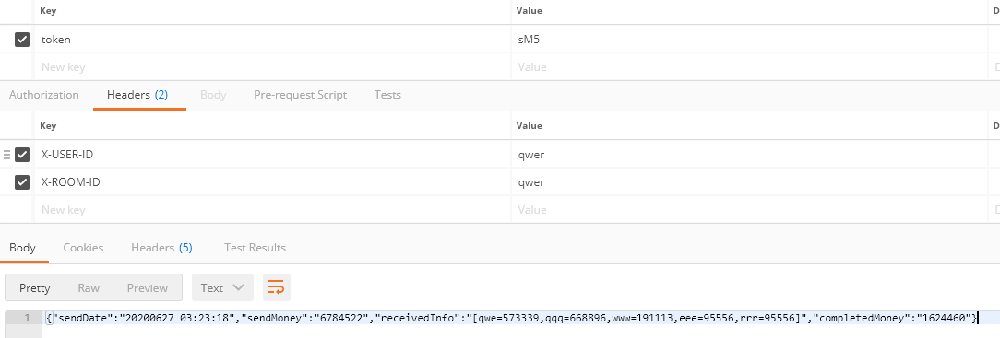 Key Value D
token sM5
New key Value D
Authorization Headers (2) Body Pre-request Script Tests
Key Value D
X-USER-ID qwer
X-ROOM-ID qwer
New key Value D
Body Cookies Headers (5) Test Results
Pretty Raw Preview Text
1 {"sendDate":"20200627 03:23:18","sendMoney":"6784522","receivedInfo":"[qwe=573339,qqq=668896,www=191113,eee=95556,rrr=95556]","completedMoney":"1624460"}